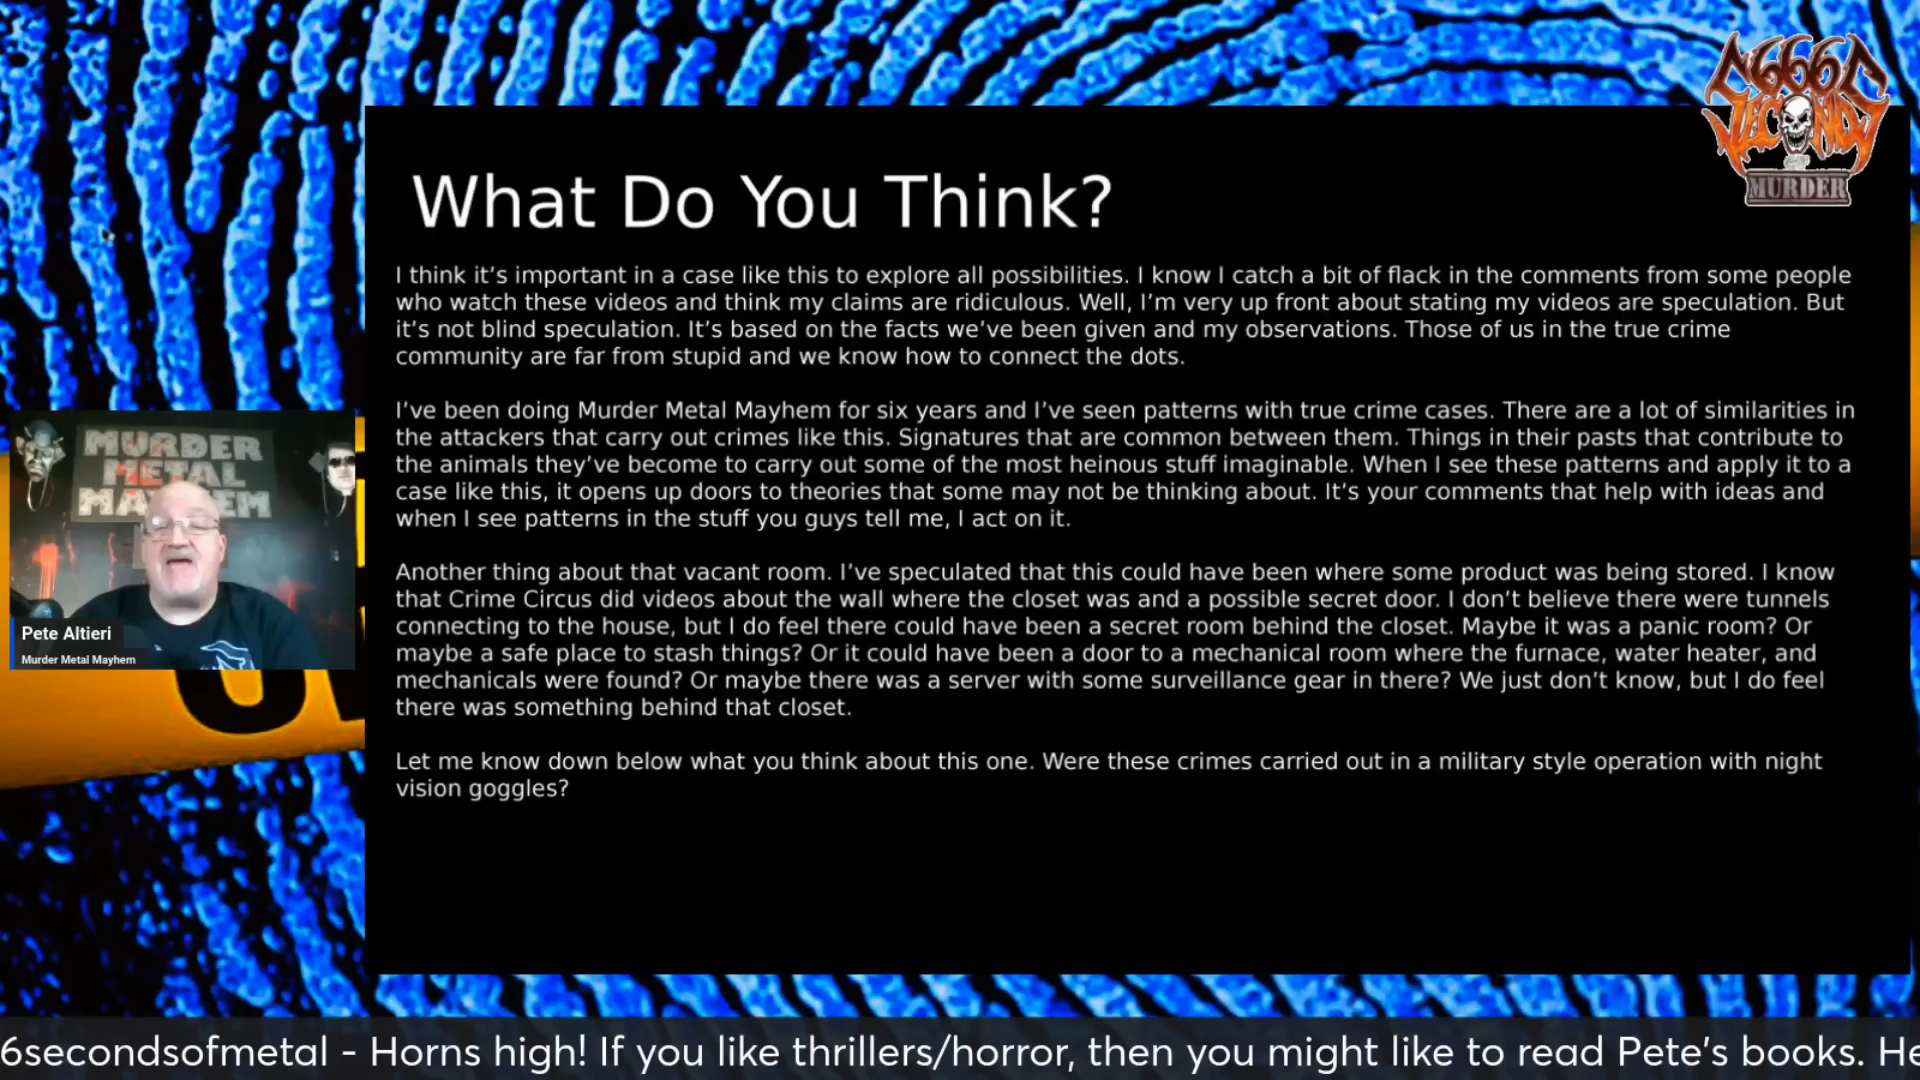 C666C
SECONDS
MURDER
What Do You Think?
I think it’s important in a case like this to explore all possibilities. I know I catch a bit of flack in the comments from some people
who watch these videos and think my claims are ridiculous. Well, I’m very up front about stating my videos are speculation. But
it’s not blind speculation. It’s based on the facts we’ve been given and my observations. Those of us in the true crime
community are far from stupid and we know how to connect the dots.
I’ve been doing Murder Metal Mayhem for six years and I’ve seen patterns with true crime cases. There are a lot of similarities in
the attackers that carry out crimes like this. Signatures that are common between them. Things in their pasts that contribute to
the animals they’ve become to carry out some of the most heinous stuff imaginable. When I see these patterns and apply it to a
case like this, it opens up doors to theories that some may not be thinking about. It’s your comments that help with ideas and
when I see patterns in the stuff you guys tell me, I act on it.
Another thing about that vacant room. I’ve speculated that this could have been where some product was being stored. I know
that Crime Circus did videos about the wall where the closet was and a possible secret door. I don’t believe there were tunnels
connecting to the house, but I do feel there could have been a secret room behind the closet. Maybe it was a panic room? Or
maybe a safe place to stash things? Or it could have been a door to a mechanical room where the furnace, water heater, and
mechanicals were found? Or maybe there was a server with some surveillance gear in there? We just don’t know, but I do feel
there was something behind that closet.
Let me know down below what you think about this one. Were these crimes carried out in a military style operation with night
vision goggles?
MURDER
METAL
MAYHEM
Pete Altieri
Murder Metal Mayhem
6secondsofmetal - Horns high! If you like thrillers/horror, then you might like to read Pete's books. He